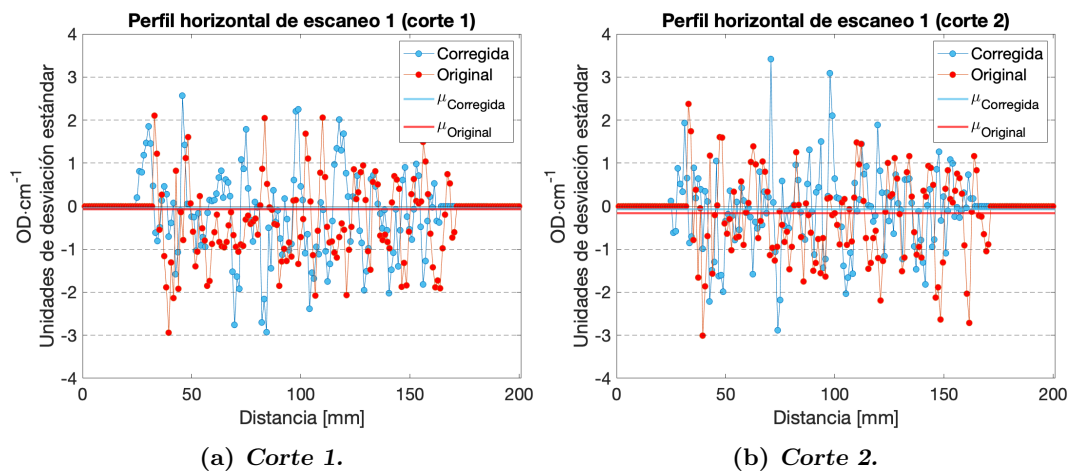 Perfil horizontal de escaneo 1 (corte 1)
OD·cm⁻¹
Unidades de desviación estándar
4
3
2
1
0
-1
-2
-3
-4
0
50
100
150
200
Distancia [mm]
Corregida
Original
μCorregida
μOriginal
(a) Corte 1.
Perfil horizontal de escaneo 1 (corte 2)
OD·cm⁻¹
Unidades de desviación estándar
4
3
2
1
0
-1
-2
-3
-4
0
50
100
150
200
Distancia [mm]
Corregida
Original
μCorregida
μOriginal
(b) Corte 2.